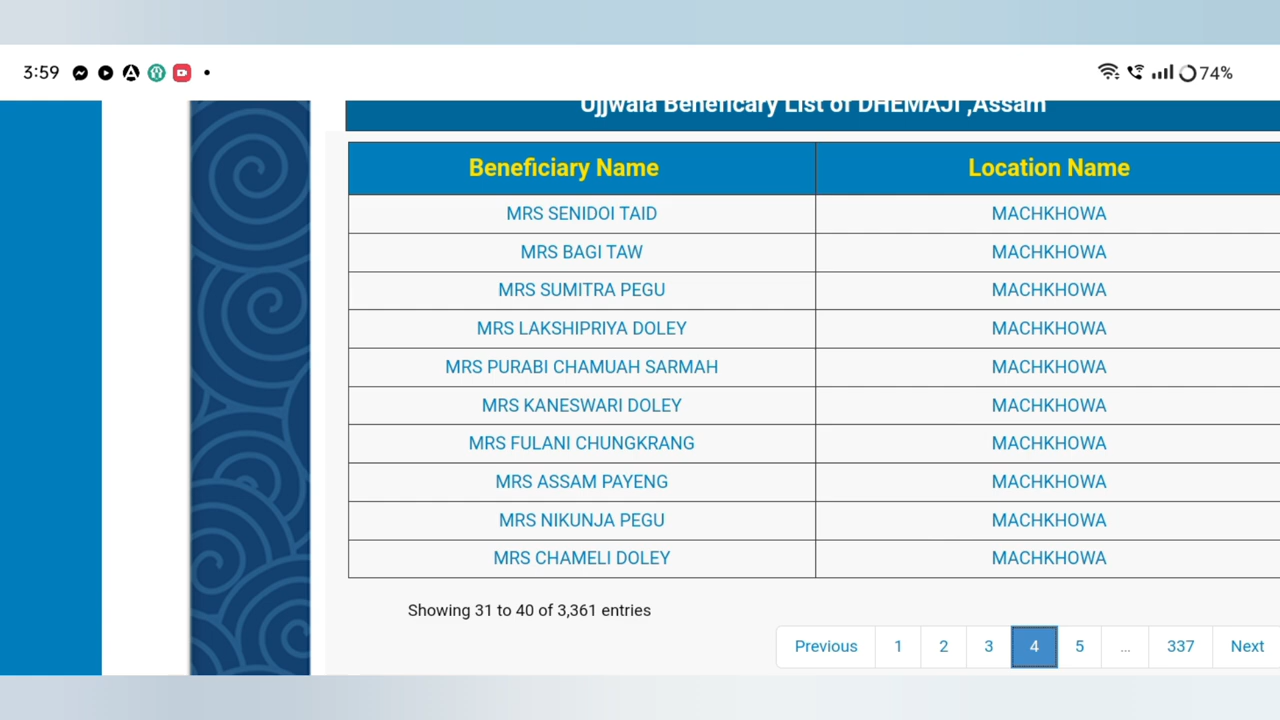 3:59 74%
Ujjwala Beneficary List of DHEMAJI ,Assam
Beneficiary Name Location Name
MRS SENIDOI TAID MACHKHOWA
MRS BAGI TAW MACHKHOWA
MRS SUMITRA PEGU MACHKHOWA
MRS LAKSHIPRIYA DOLEY MACHKHOWA
MRS PURABI CHAMUAH SARMAH MACHKHOWA
MRS KANESWARI DOLEY MACHKHOWA
MRS FULANI CHUNGKRANG MACHKHOWA
MRS ASSAM PAYENG MACHKHOWA
MRS NIKUNJA PEGU MACHKHOWA
MRS CHAMELI DOLEY MACHKHOWA
Showing 31 to 40 of 3,361 entries
Previous 1 2 3 4 5 ... 337 Next